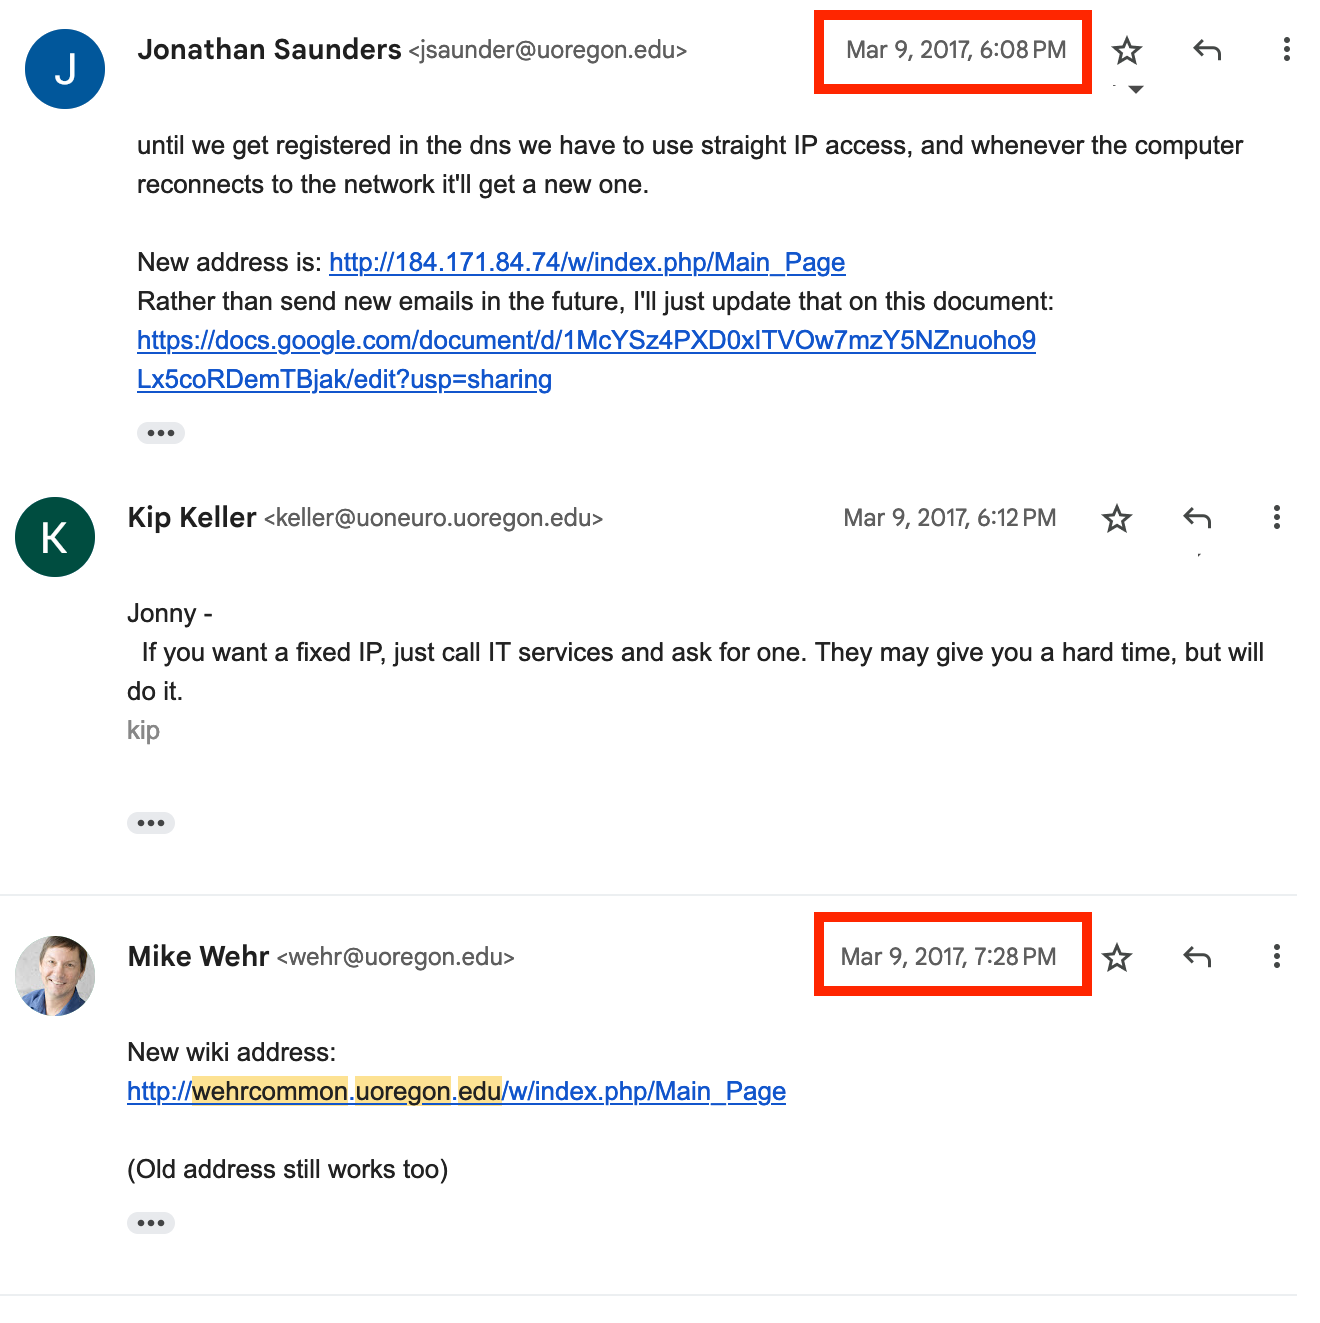 J
Jonathan Saunders <jsaunder@uoregon.edu> Mar 9, 2017, 6:08 PM
until we get registered in the dns we have to use straight IP access, and whenever the computer
reconnects to the network it'll get a new one.
New address is: http://184.171.84.74/w/index.php/Main_Page
Rather than send new emails in the future, I'll just update that on this document:
https://docs.google.com/document/d/1McYSz4PXD0xITVOw7mzY5NZnuoho9
Lx5coRDemTBjak/edit?usp=sharing
K
Kip Keller <keller@uoneuro.uoregon.edu> Mar 9, 2017, 6:12 PM
Jonny -
If you want a fixed IP, just call IT services and ask for one. They may give you a hard time, but will
do it.
kip
Mike Wehr <wehr@uoregon.edu> Mar 9, 2017, 7:28 PM
New wiki address:
http://wehrcommon.uoregon.edu/w/index.php/Main_Page
(Old address still works too)